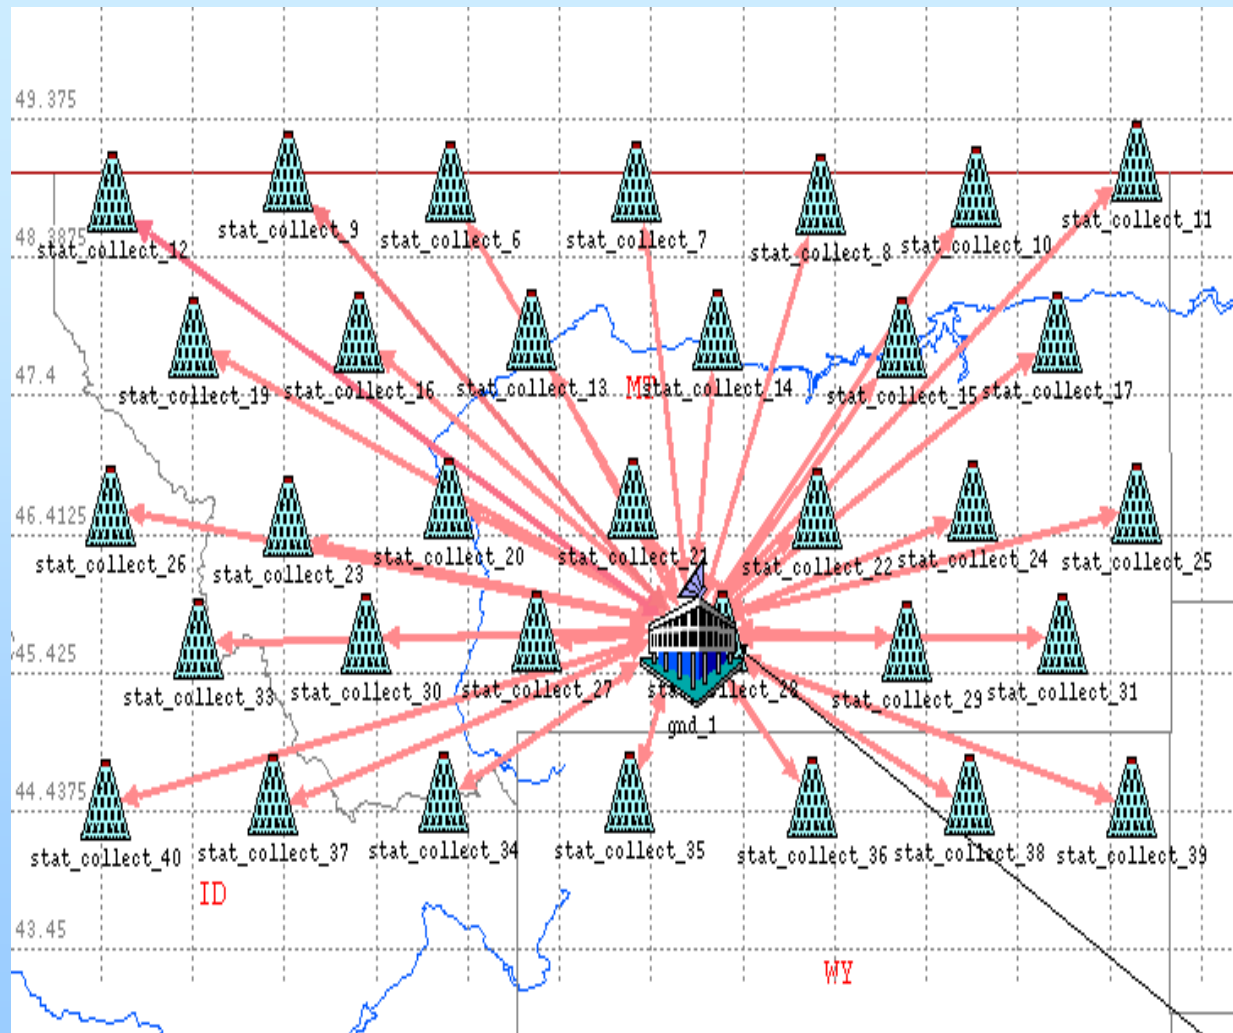 49.375
stat_collect_12
stat_collect_9
stat_collect_6
stat_collect_7
stat_collect_8
stat_collect_10
stat_collect_11
48.3875
47.4
stat_collect_19
stat_collect_16
stat_collect_13
MT
stat_collect_14
stat_collect_15
stat_collect_17
46.4125
stat_collect_26
stat_collect_23
stat_collect_20
stat_collect_21
stat_collect_22
stat_collect_24
stat_collect_25
45.425
stat_collect_33
stat_collect_30
stat_collect_27
stat_collect_28
stat_collect_29
stat_collect_31
gnd_1
44.4375
stat_collect_40
stat_collect_37
stat_collect_34
stat_collect_35
stat_collect_36
stat_collect_38
stat_collect_39
ID
43.45
WY